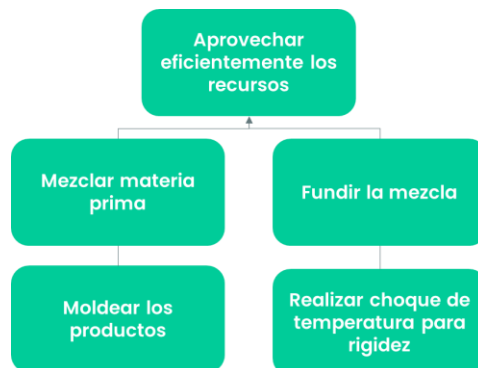 Aprovechar
eficientemente los
recursos
Mezclar materia
prima
Fundir la mezcla
Moldear los
productos
Realizar choque de
temperatura para
rigidez